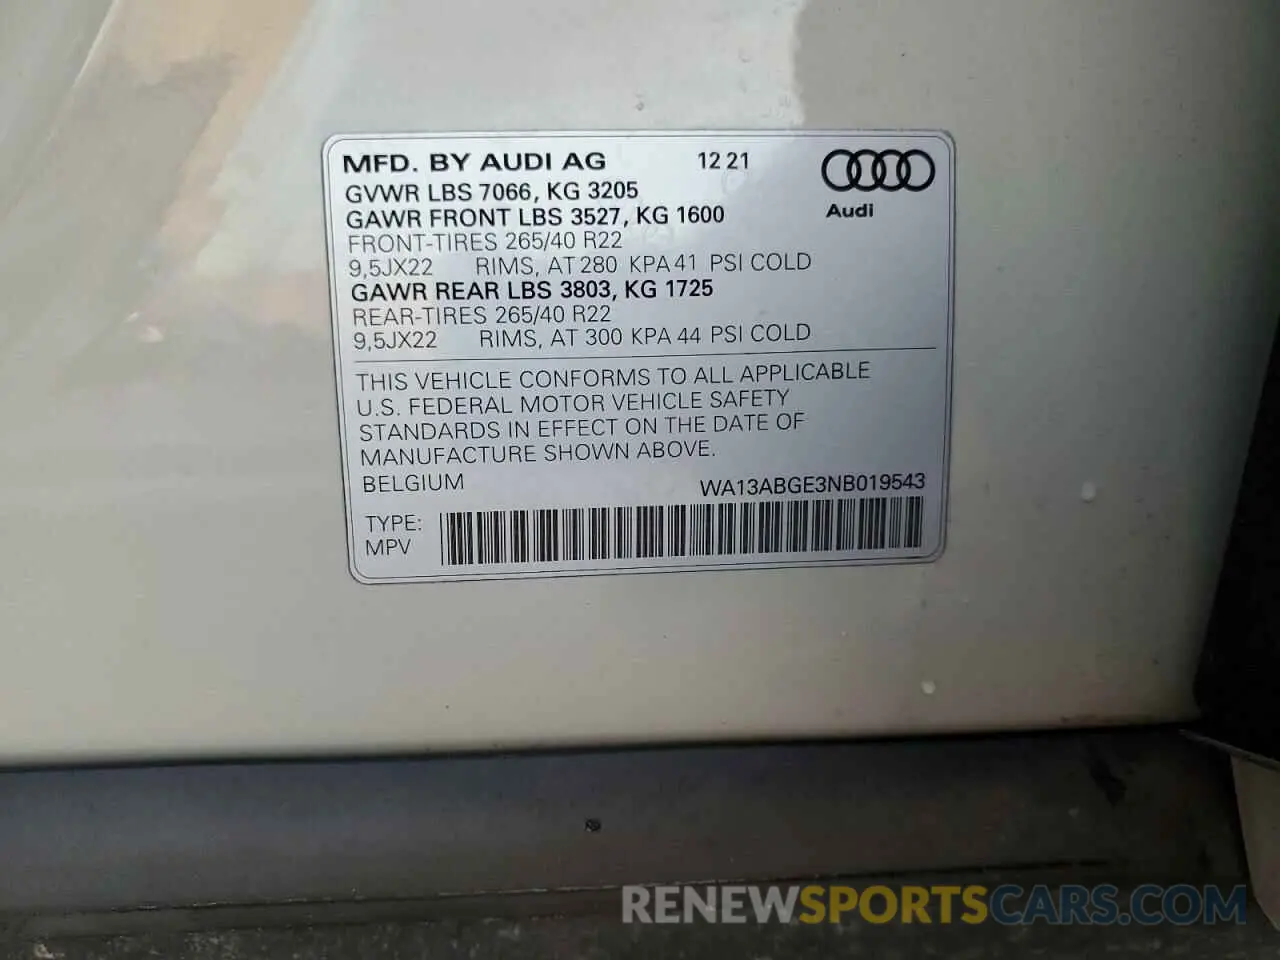 MFD. BY AUDI AG 12 21
GVWR LBS 7066, KG 3205
Audi
GAWR FRONT LBS 3527, KG 1600
FRONT-TIRES 265/40 R22
9,5JX22 RIMS, AT 280 KPA 41 PSI COLD
GAWR REAR LBS 3803, KG 1725
REAR-TIRES 265/40 R22
9,5JX22 RIMS, AT 300 KPA 44 PSI COLD
THIS VEHICLE CONFORMS TO ALL APPLICABLE
U.S. FEDERAL MOTOR VEHICLE SAFETY
STANDARDS IN EFFECT ON THE DATE OF
MANUFACTURE SHOWN ABOVE.
BELGIUM WA13ABGE3NB019543
TYPE:
MPV
RENEWSPORTSCARS.COM